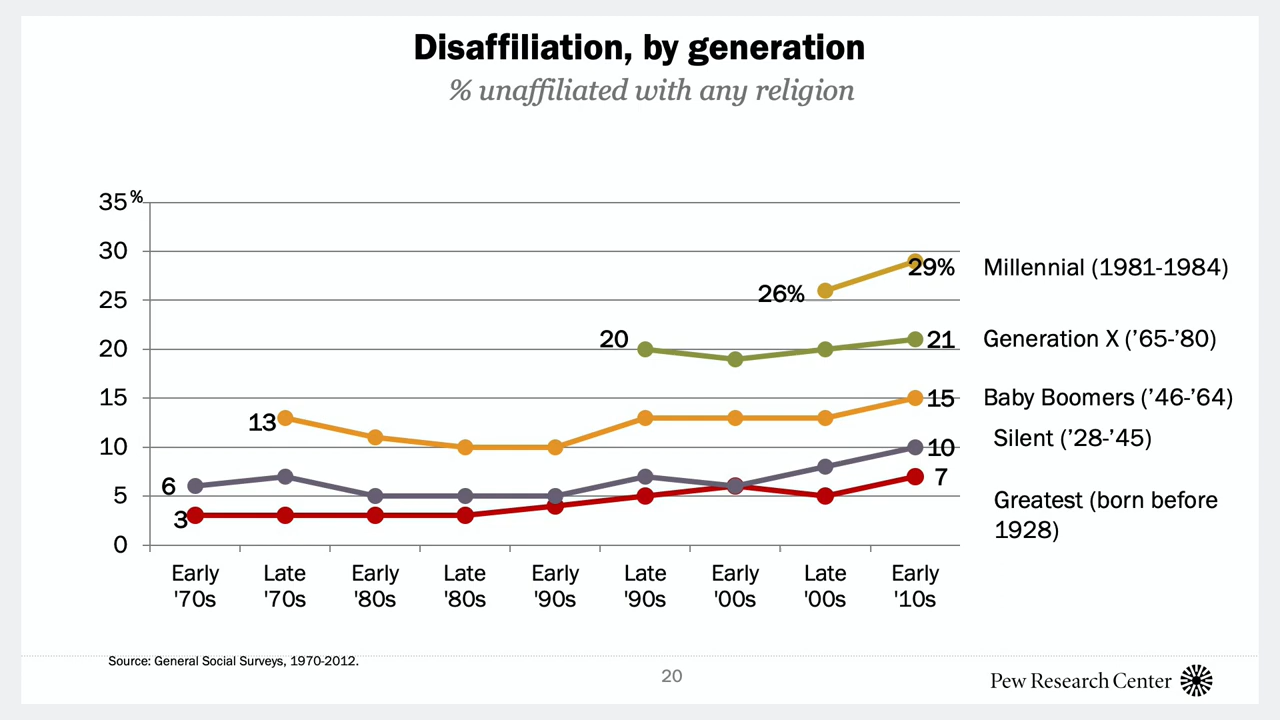 Disaffiliation, by generation
% unaffiliated with any religion
35%
30
25
20
15
10
5
0
26%
29%
20
21
13
15
6
10
3
7
Millennial (1981-1984)
Generation X (’65-’80)
Baby Boomers (’46-’64)
Silent (’28-’45)
Greatest (born before
1928)
Early Late Early Late Early Late Early Late Early
'70s '70s '80s '80s '90s '90s '00s '00s '10s
Source: General Social Surveys, 1970-2012.
20
Pew Research Center